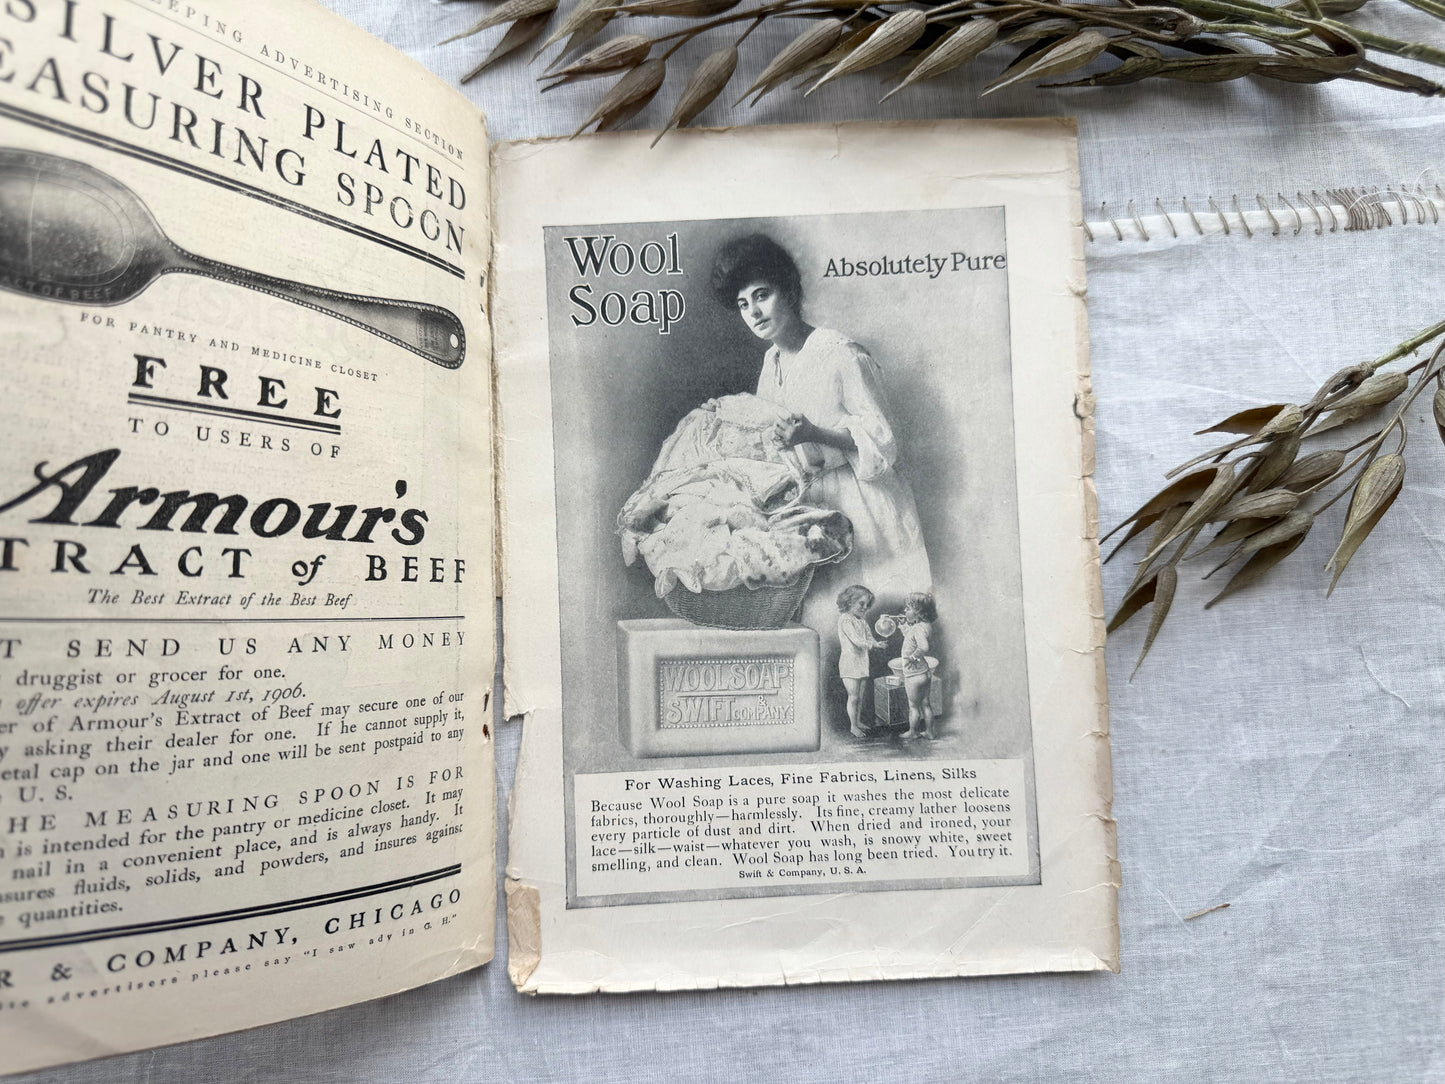 EEPING ADVERTISING SECTION
SILVER PLATED
EASURING SPOON
CT OF BEEF
FOR PANTRY AND MEDICINE CLOSET
FREE
TO USERS OF
Armour's
TRACT of BEEF
The Best Extract of the Best Beef
T SEND US ANY MONEY
druggist or grocer for one.
offer expires August 1st, 1906.
er of Armour's Extract of Beef may secure one of our
y asking their dealer for one. If he cannot supply it,
etal cap on the jar and one will be sent postpaid to any
U. S.
HE MEASURING SPOON IS FOR
n is intended for the pantry or medicine closet. It may
nail in a convenient place, and is always handy. It
asures fluids, solids, and powders, and insures against
e quantities.
R & COMPANY, CHICAGO
ite advertisers please say "I saw adv in G. H."
Wool
Soap
Absolutely Pure
WOOL SOAP
SWIFT & COMPANY
For Washing Laces, Fine Fabrics, Linens, Silks
Because Wool Soap is a pure soap it washes the most delicate
fabrics, thoroughly—harmlessly. Its fine, creamy lather loosens
every particle of dust and dirt. When dried and ironed, your
lace—silk—waist—whatever you wash, is snowy white, sweet
smelling, and clean. Wool Soap has long been tried. You try it.
Swift & Company, U. S. A.